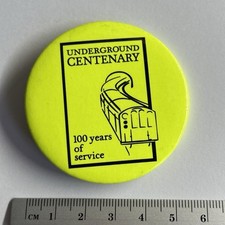 UNDERGROUND
CENTENARY
100 years
of
service
CM 1 2 3 4 5 6